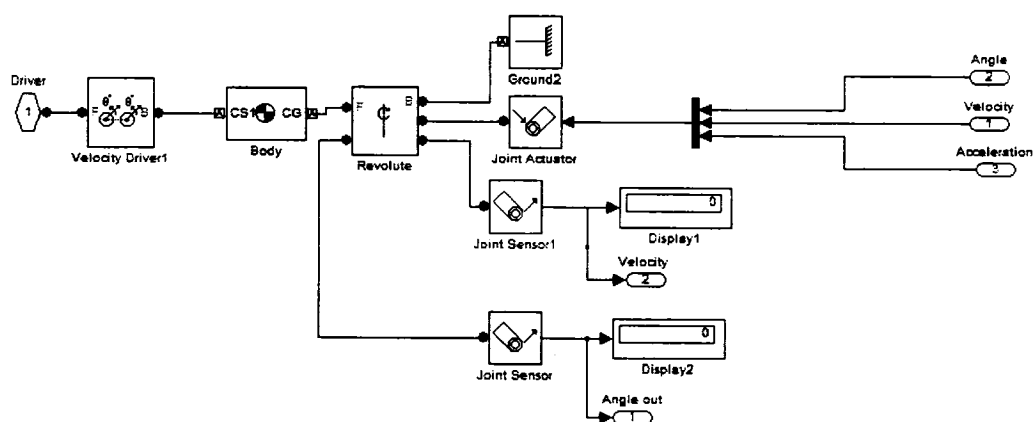 Driver
1
F
θ˚ θ˚
B
Velocity Driver1
CS1
CG
Body
F
B
Revolute
Ground2
Joint Actuator
Angle
2
Velocity
1
Acceleration
3
Joint Sensor1
0
Display1
Velocity
2
Joint Sensor
0
Display2
Angle out
1